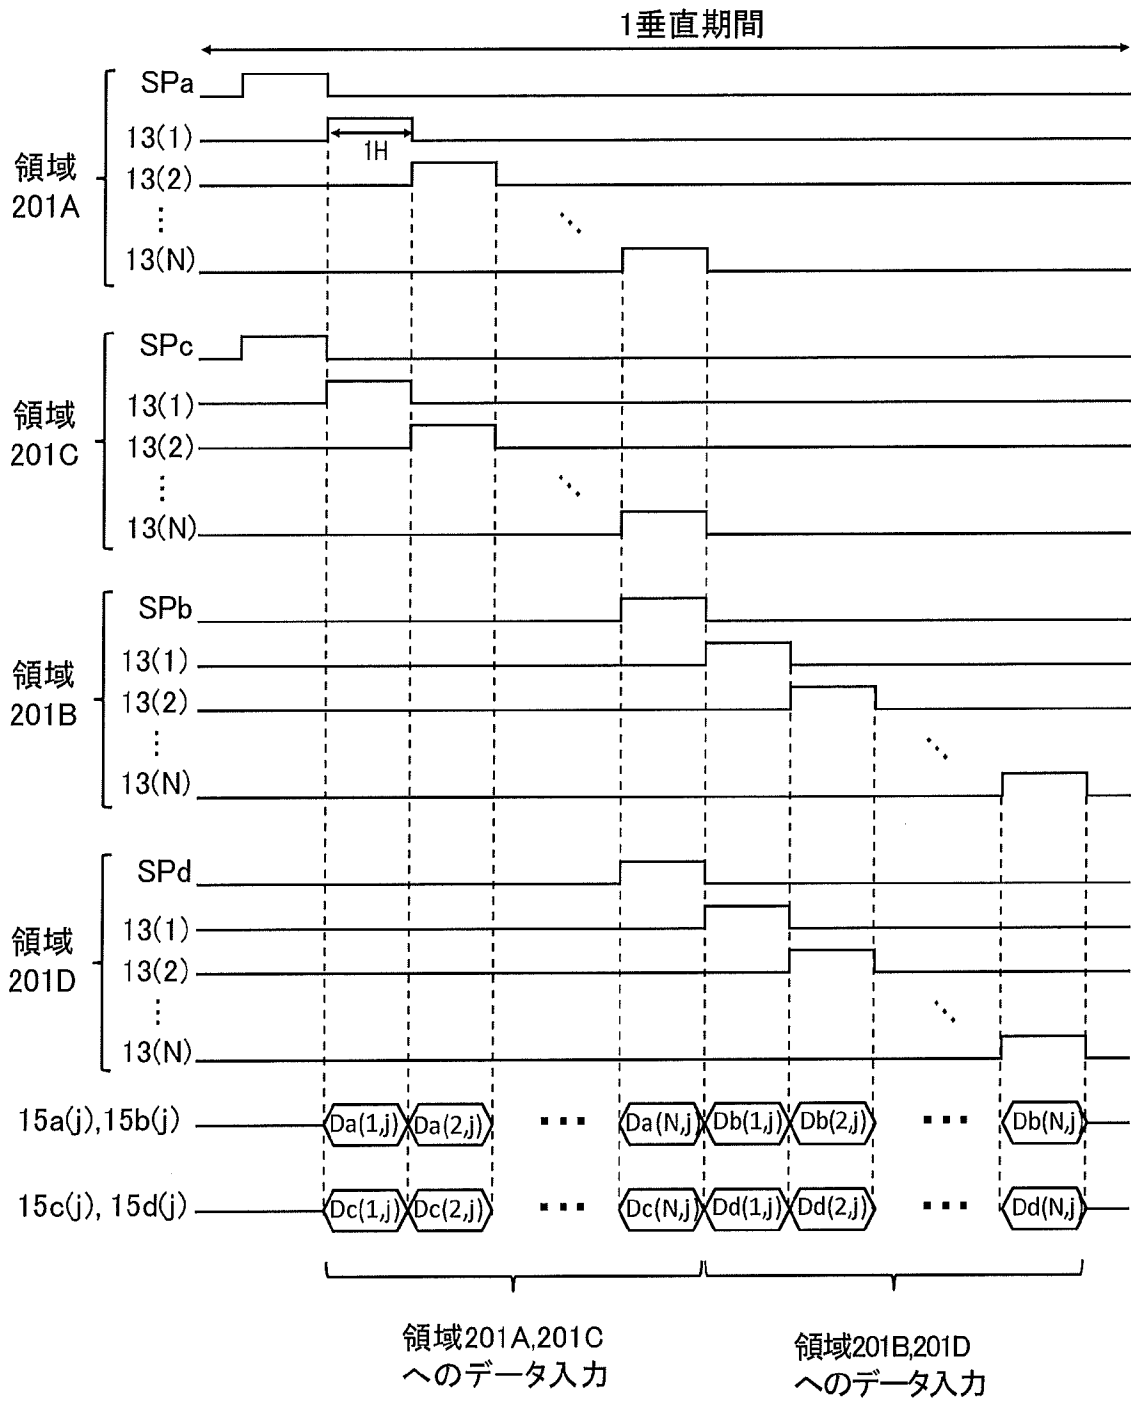 1垂直期間
SPa
13(1)
1H
13(2)
⋮
13(N)
領域
201A
SPc
13(1)
13(2)
⋮
13(N)
領域
201C
SPb
13(1)
13(2)
⋮
13(N)
領域
201B
SPd
13(1)
13(2)
⋮
13(N)
領域
201D
15a(j),15b(j) Da(1,j) Da(2,j) ... Da(N,j) Db(1,j) Db(2,j) ... Db(N,j)
15c(j), 15d(j) Dc(1,j) Dc(2,j) ... Dc(N,j) Dd(1,j) Dd(2,j) ... Dd(N,j)
領域201A,201C
へのデータ入力
領域201B,201D
へのデータ入力